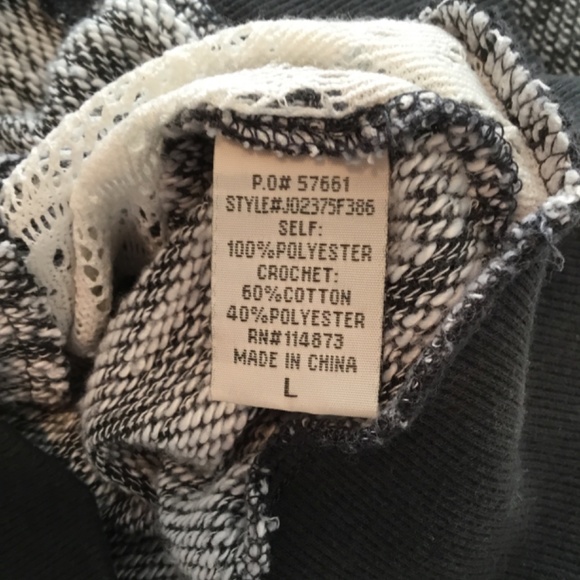 P.O# 57661
STYLE#J02375F386
SELF:
100%POLYESTER
CROCHET:
60%COTTON
40%POLYESTER
RN#114873
MADE IN CHINA
L